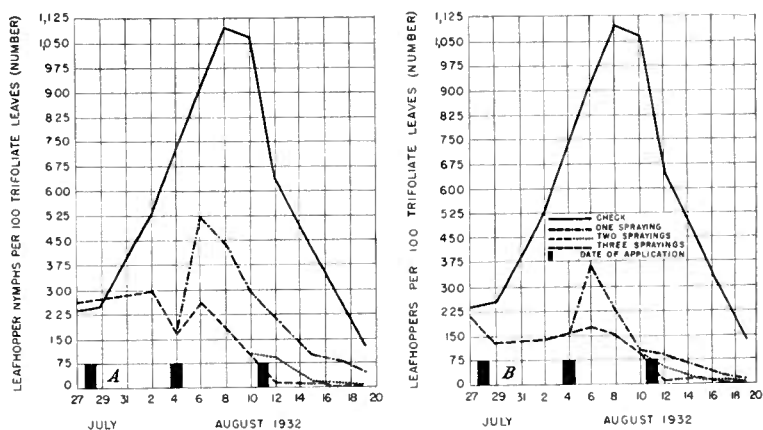 LEAFHOPPER NYMPHS PER 100 TRIFOLIATE LEAVES (NUMBER)
1,125
1,050
975
900
825
750
675
600
525
450
375
300
225
150
75
0
A
27 29 31 2 4 6 8 10 12 14 16 18 20
JULY AUGUST 1932
LEAFHOPPERS PER 100 TRIFOLIATE LEAVES (NUMBER)
1,125
1,050
975
900
825
750
675
600
525
450
375
300
225
150
75
0
CHECK
ONE SPRAYING
TWO SPRAYINGS
THREE SPRAYINGS
DATE OF APPLICATION
B
27 29 31 2 4 6 8 10 12 14 16 18 20
JULY AUGUST 1932